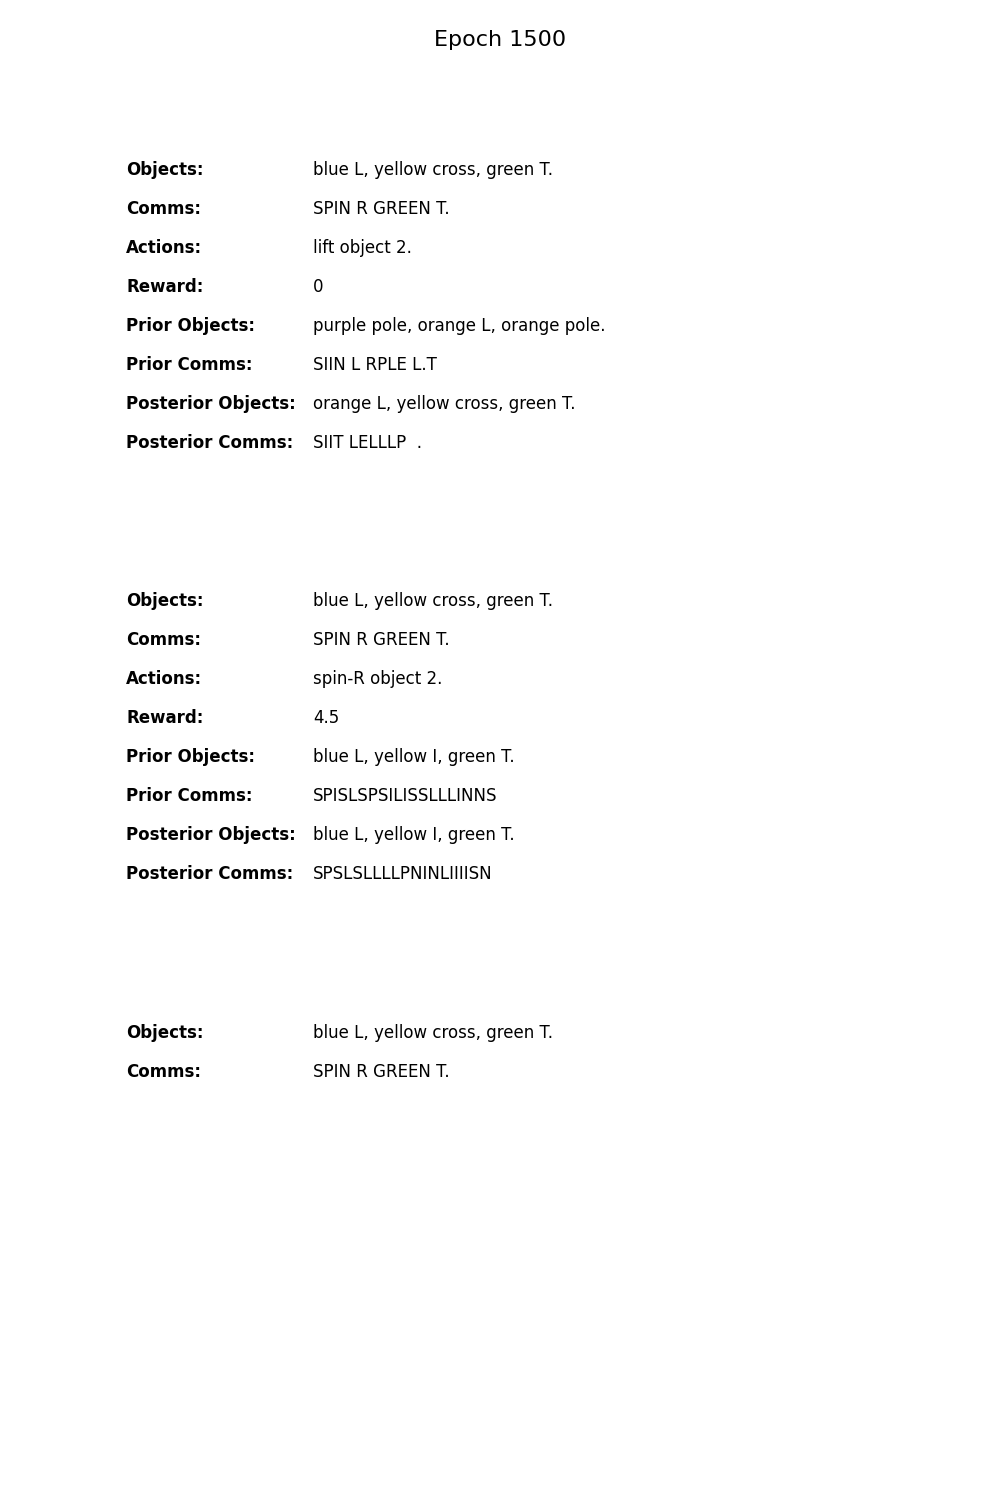 Epoch 1500
Objects: blue L, yellow cross, green T.
Comms: SPIN R GREEN T.
Actions: lift object 2.
Reward: 0
Prior Objects: purple pole, orange L, orange pole.
Prior Comms: SIIN L RPLE L.T
Posterior Objects: orange L, yellow cross, green T.
Posterior Comms: SIIT LELLLP  .
Objects: blue L, yellow cross, green T.
Comms: SPIN R GREEN T.
Actions: spin-R object 2.
Reward: 4.5
Prior Objects: blue L, yellow I, green T.
Prior Comms: SPISLSPSILISSLLLINNS
Posterior Objects: blue L, yellow I, green T.
Posterior Comms: SPSLSLLLLPNINLIIIISN
Objects: blue L, yellow cross, green T.
Comms: SPIN R GREEN T.